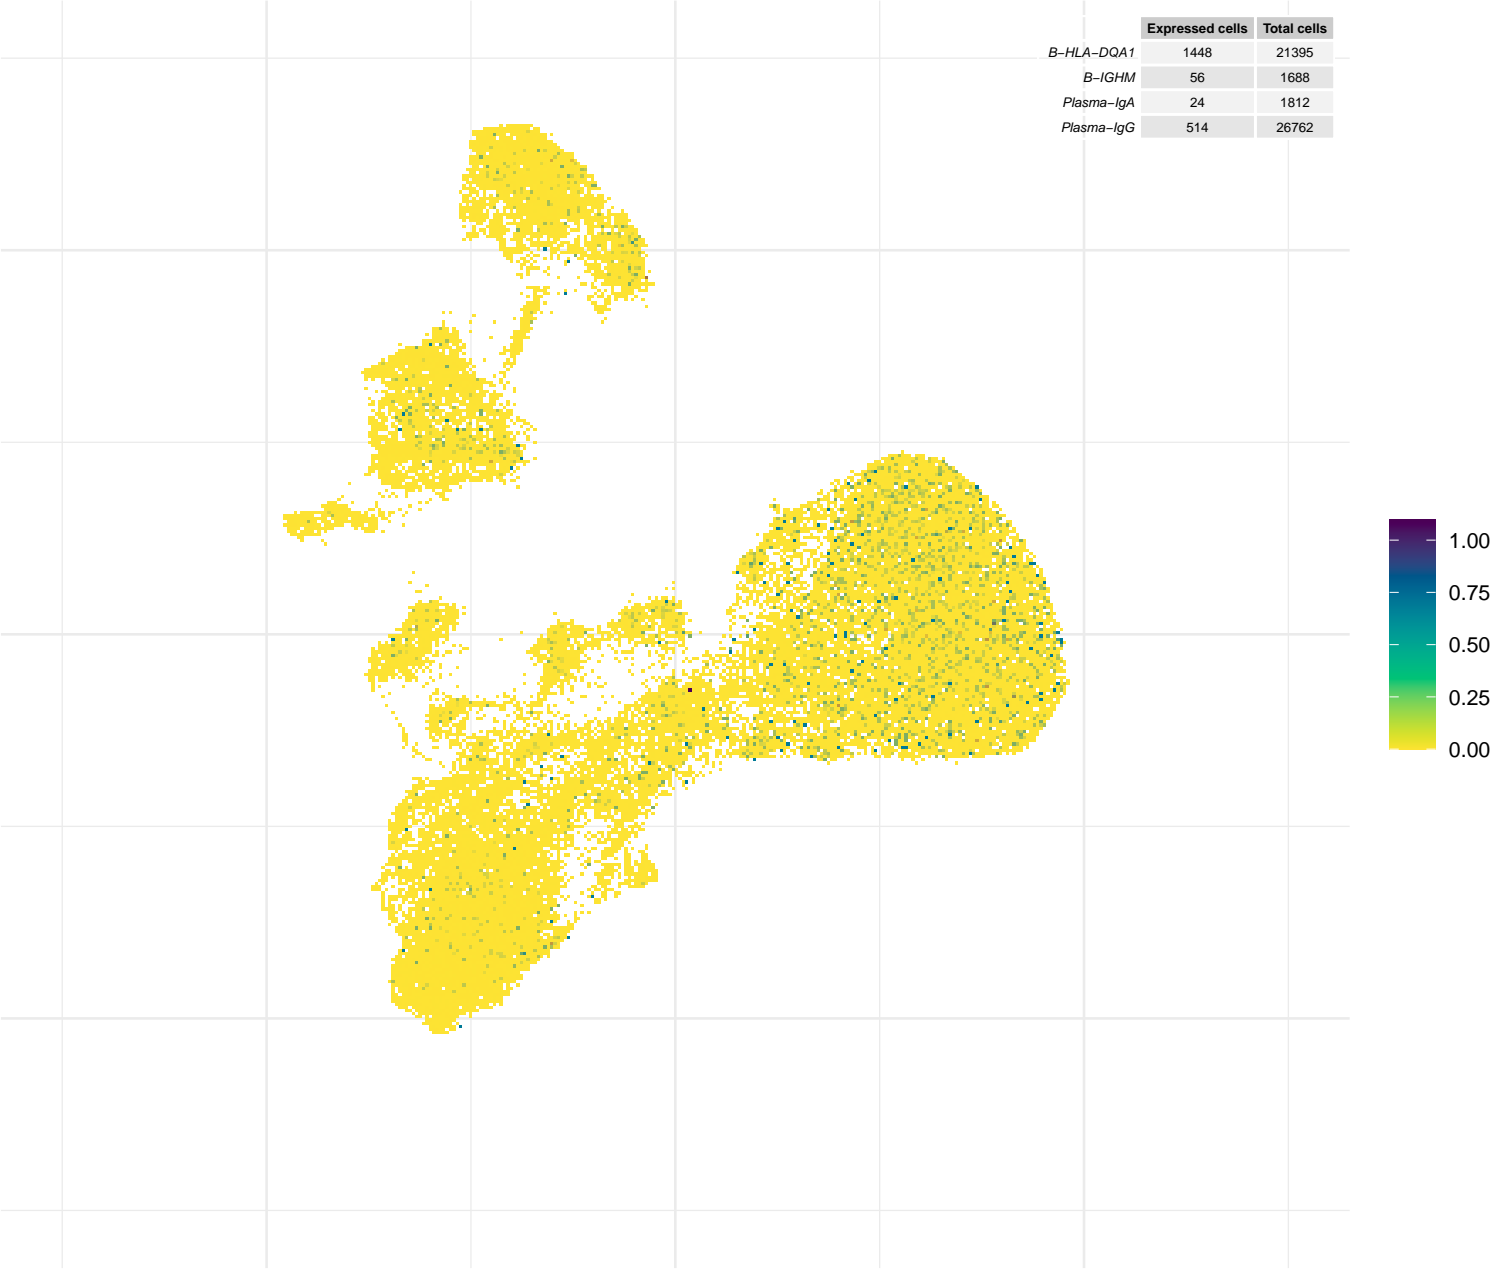 Expressed cells Total cells
B−HLA−DQA1 1448 21395
B−IGHM 56 1688
Plasma−IgA 24 1812
Plasma−IgG 514 26762
1.00
0.75
0.50
0.25
0.00